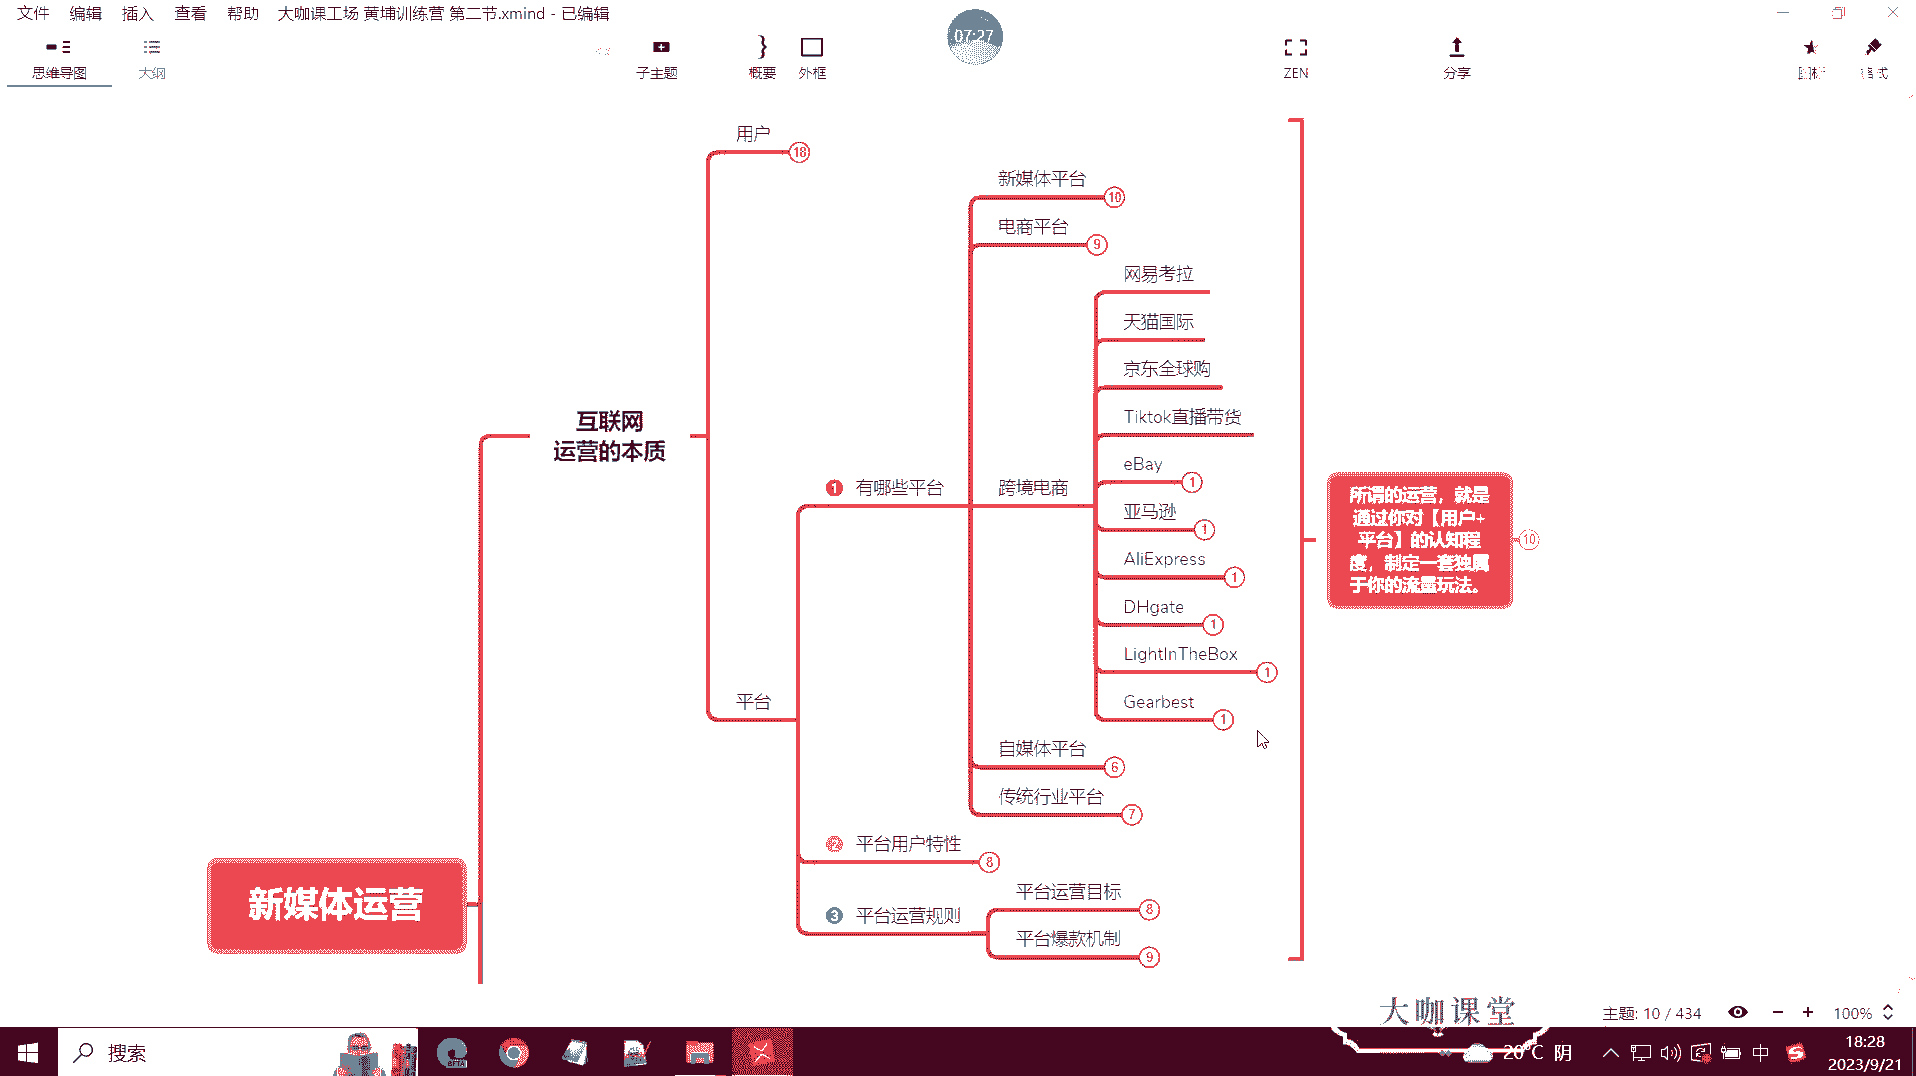 文件 编辑 插入 查看 帮助 大咖课工场 黄埔训练营 第二节.xmind - 已编辑
07:27
思维导图 大纲 子主题 概要 外框 ZEN 分享
用户 18
新媒体平台 10
电商平台 9
网易考拉
天猫国际
京东全球购
Tiktok直播带货
互联网
运营的本质
eBay 1
1 有哪些平台
跨境电商
亚马逊 1
AliExpress 1
DHgate 1
LightInTheBox 1
Gearbest 1
所谓的运营，就是
通过你对【用户+
平台】的认知程
度，制定一套独属
于你的流量玩法。
10
平台
自媒体平台 6
传统行业平台 7
2 平台用户特性 8
3 平台运营规则
平台运营目标 8
平台爆款机制 9
新媒体运营
大咖课堂
主题: 10 / 434
100%
搜索
BETA
20°C 阴
中
18:28
2023/9/21